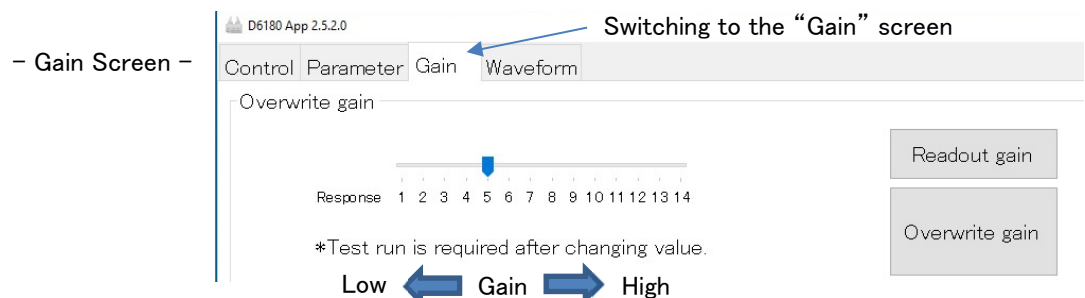 D6180 App 2.5.2.0
Switching to the “Gain” screen
- Gain Screen -
Control Parameter Gain Waveform
Overwrite gain
Readout gain
Response 1 2 3 4 5 6 7 8 9 10 11 12 13 14
Overwrite gain
*Test run is required after changing value.
Low Gain High